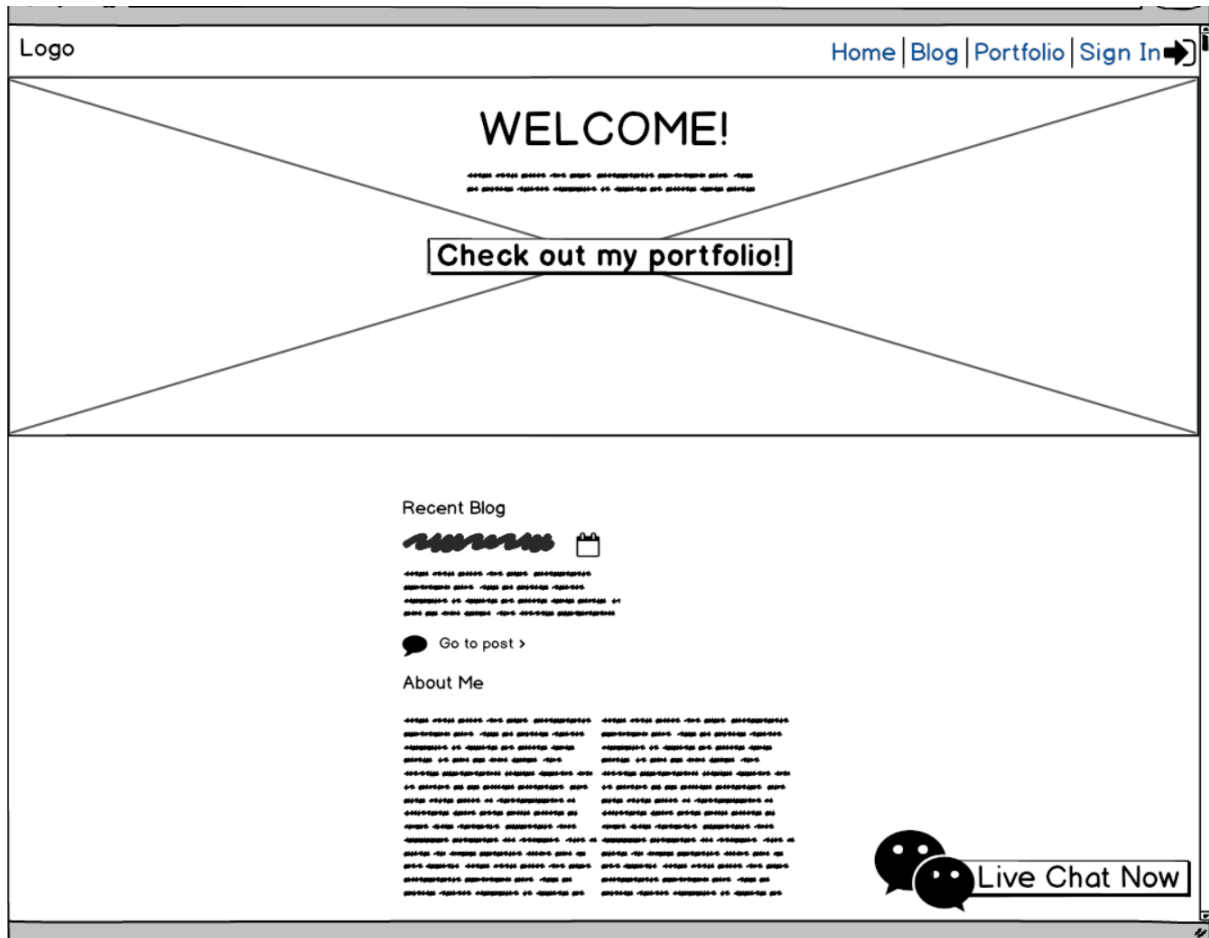 Logo
Home Blog Portfolio Sign In
WELCOME!
Check out my portfolio!
Recent Blog
Go to post >
About Me
Live Chat Now